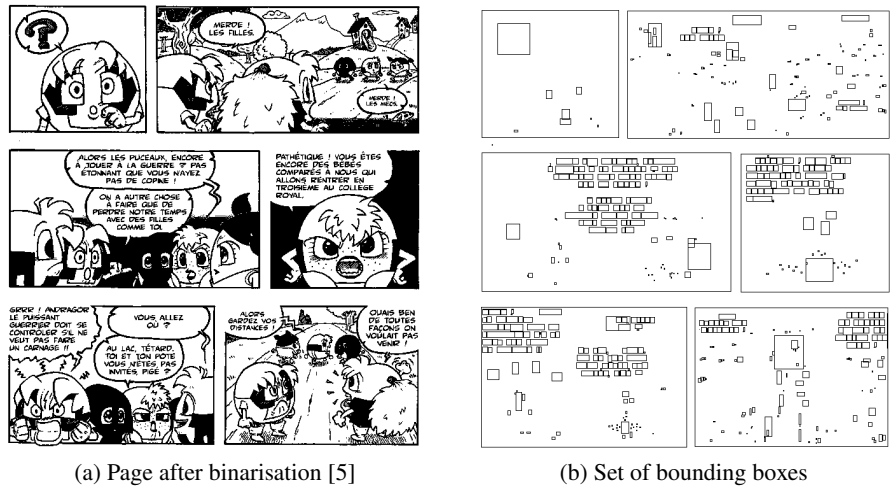 ?
MERDE !
LES FILLES.
MERDE !
LES MECS.
ALORS LES PUCEAUX, ENCORE
À JOUER À LA GUERRE ? PAS
ÉTONNANT QUE VOUS N'AYEZ
PAS DE COPINE !
ON A AUTRE CHOSE
À FAIRE QUE DE
PERDRE NOTRE TEMPS
AVEC DES FILLES
COMME TOI.
PATHÉTIQUE ! VOUS ÊTES
ENCORE DES BÉBÉS
COMPARÉS À NOUS QUI
ALLONS RENTRER EN
TROISIÈME AU COLLEGE
ROYAL.
GRRR ! ANDRAGOR
LE PUISSANT
GUERRIER DOIT SE
CONTROLER S'IL NE
VEUT PAS FAIRE
UN CARNAGE !!
VOUS ALLEZ
OÙ ?
AU LAC, TÉTARD.
TOI ET TON POTE
VOUS N'ÊTES PAS
INVITÉS, PIGÉ ?
ALORS
GARDEZ VOS
DISTANCES !
OUAIS BEN
DE TOUTES
FAÇONS ON
VOULAIT PAS
VENIR !
(a) Page after binarisation [5]
(b) Set of bounding boxes